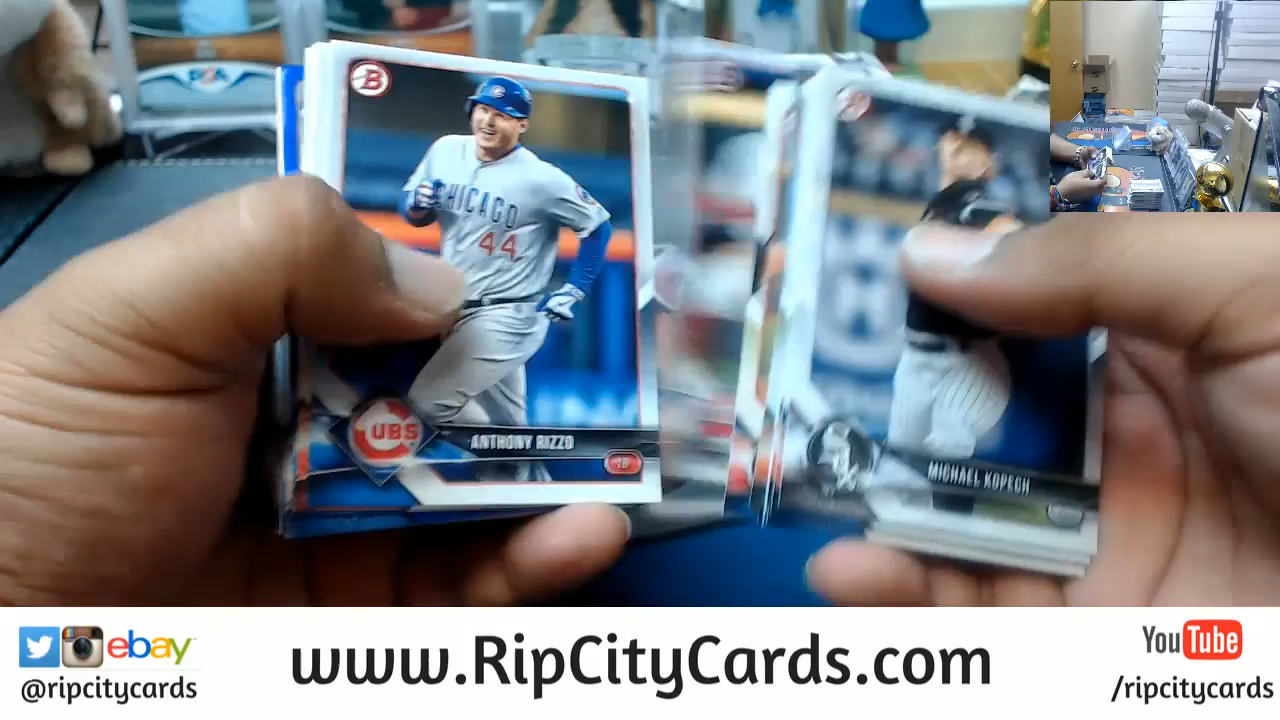 B
CHICAGO
44
CUBS
ANTHONY RIZZO
1B
MICHAEL KOPECH
ebay
@ripcitycards
www.RipCityCards.com
YouTube
/ripcitycards